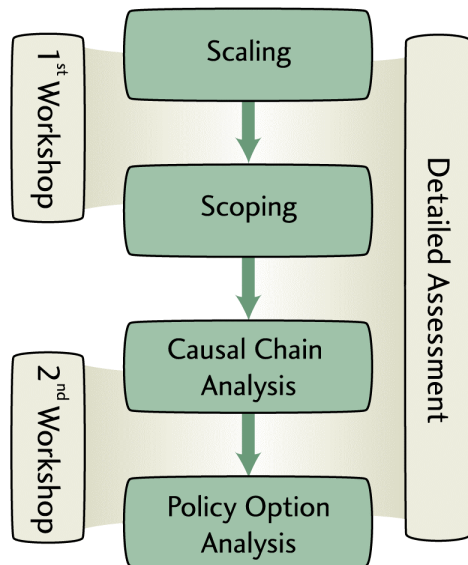 Scaling
1st Workshop
Scoping
Detailed Assessment
Causal Chain
Analysis
2nd Workshop
Policy Option
Analysis